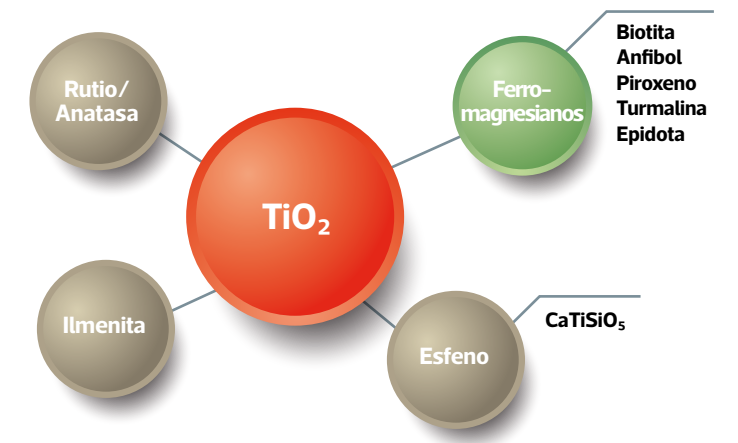 Rutio/
Anatasa
Ferro-
magnesianos
Biotita
Anfibol
Piroxeno
Turmalina
Epidota
TiO₂
Ilmenita
Esfeno
CaTiSiO₅